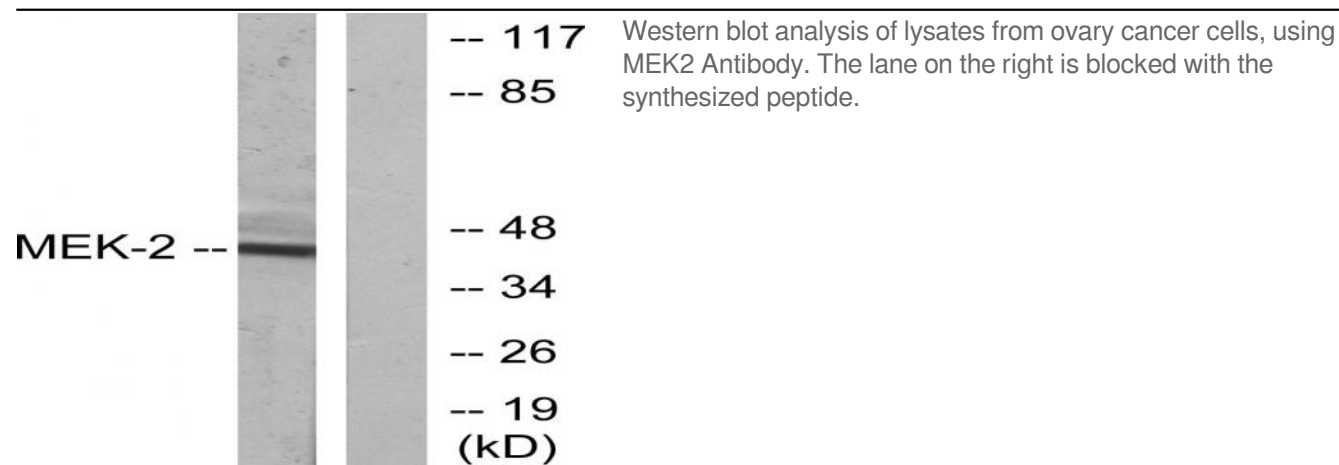 MEK-2 --
-- 117
-- 85
-- 48
-- 34
-- 26
-- 19
(kD)
Western blot analysis of lysates from ovary cancer cells, using
MEK2 Antibody. The lane on the right is blocked with the
synthesized peptide.